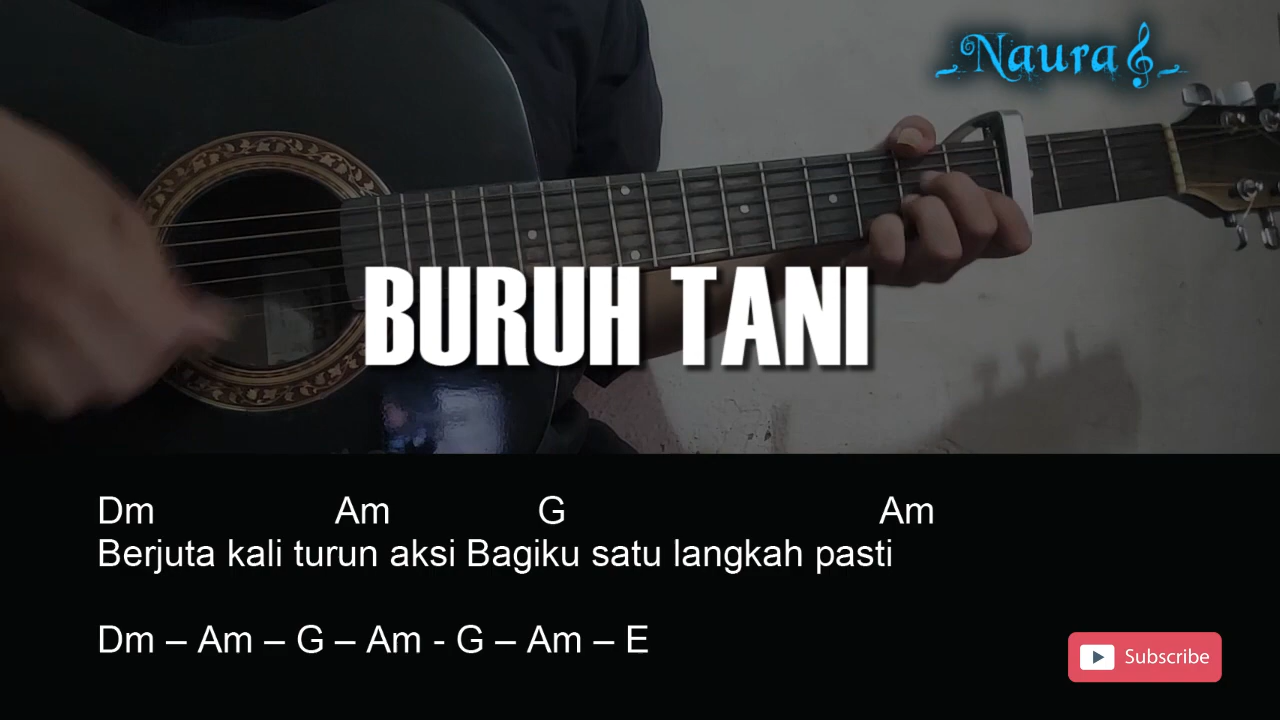 Naura
BURUH TANI
Dm Am G Am
Berjuta kali turun aksi Bagiku satu langkah pasti
Dm – Am – G – Am - G – Am – E
Subscribe